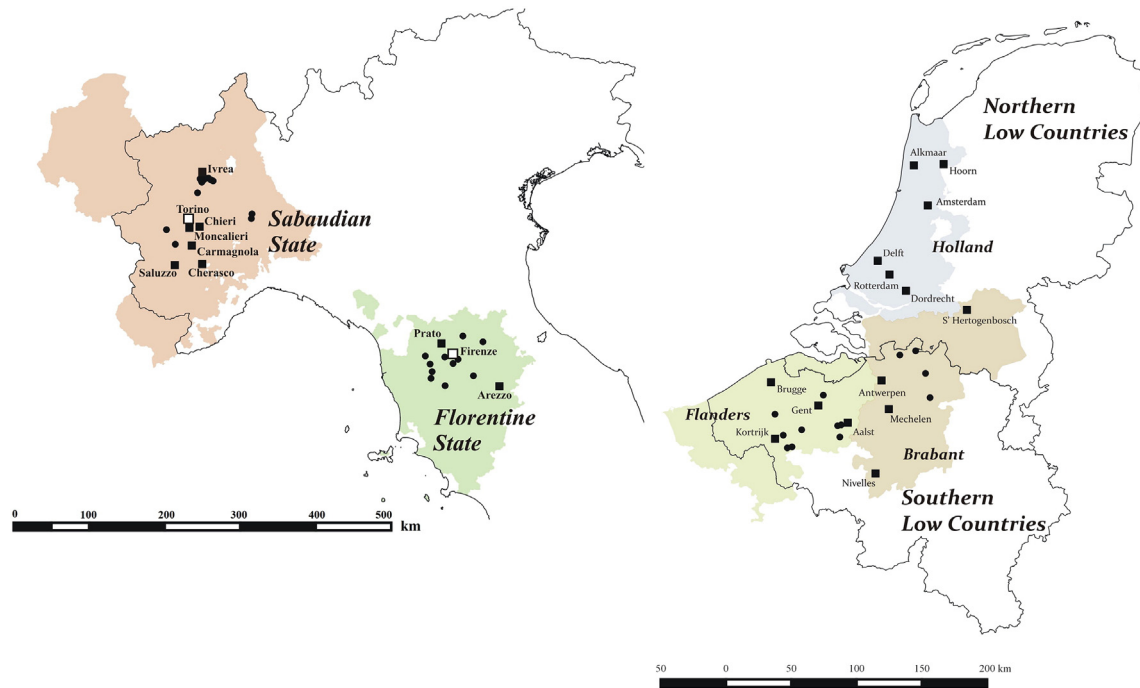 Ivrea
Torino
Chieri
Moncalieri
Carmagnola
Saluzzo
Cherasco
Sabaudian
State
Prato
Firenze
Arezzo
Florentine
State
0 100 200 300 400 500
km
Northern
Low Countries
Alkmaar
Hoorn
Amsterdam
Holland
Delft
Rotterdam
Dordrecht
S' Hertogenbosch
Brugge
Antwerpen
Flanders
Gent
Mechelen
Kortrijk
Aalst
Brabant
Nivelles
Southern
Low Countries
50 0 50 100 150 200 km